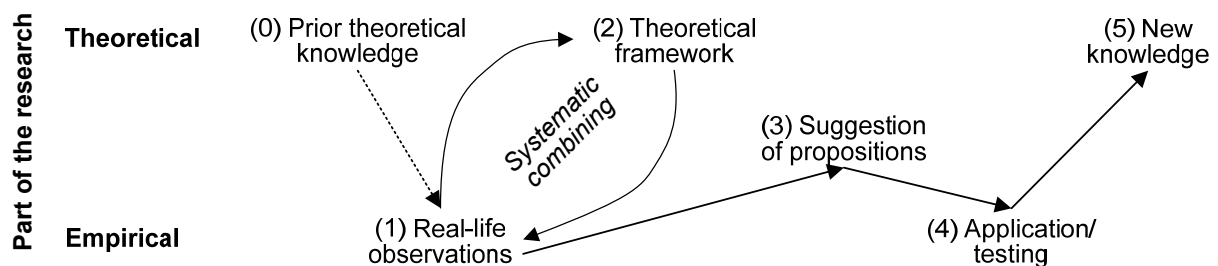 Part of the research
Theoretical
(0) Prior theoretical
knowledge
(2) Theoretical
framework
(5) New
knowledge
Systematic
combining
(3) Suggestion
of propositions
Empirical
(1) Real-life
observations
(4) Application/
testing